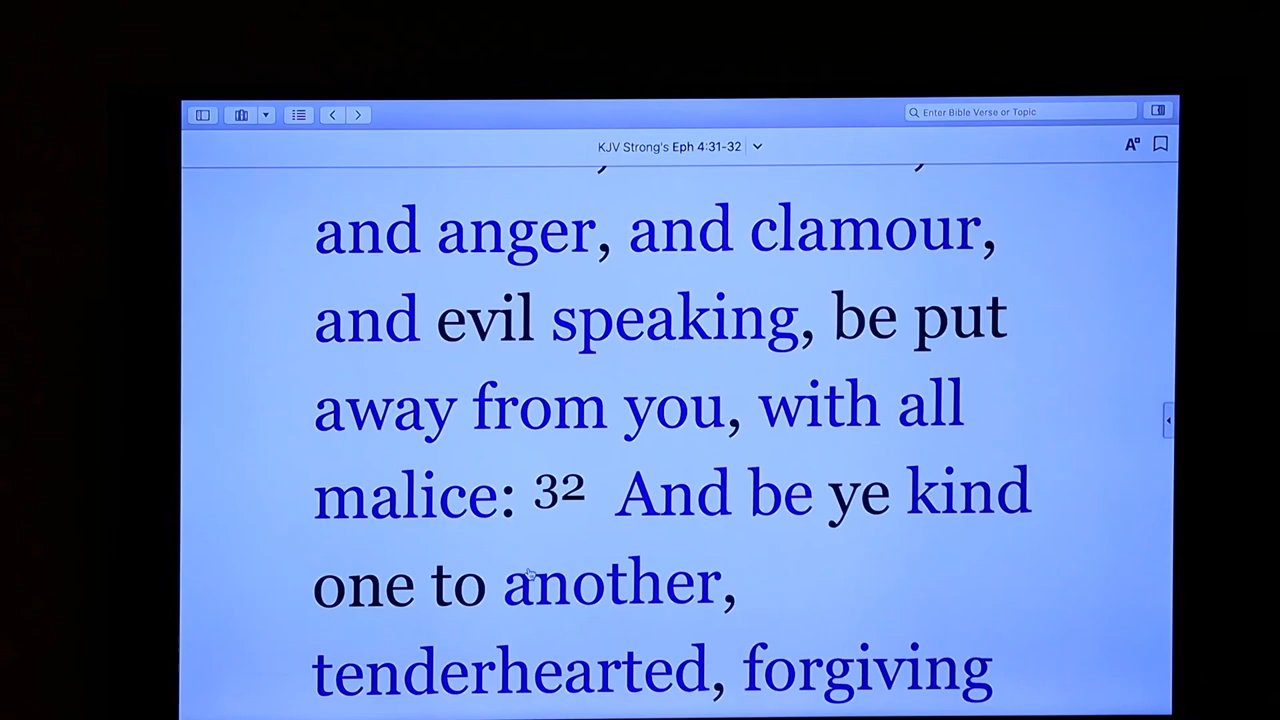 Enter Bible Verse or Topic
KJV Strong's Eph 4:31-32
A
and anger, and clamour,
and evil speaking, be put
away from you, with all
malice: 32 And be ye kind
one to another,
tenderhearted, forgiving